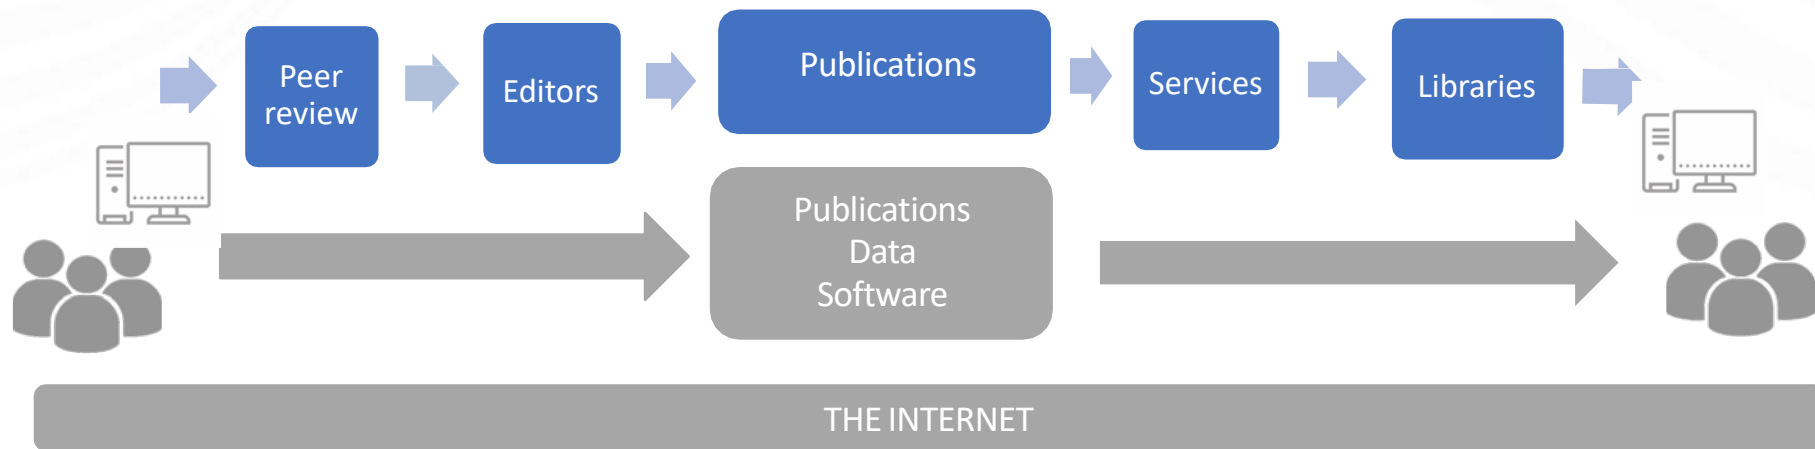 Peer
review
Editors
Publications
Services
Libraries
Publications
Data
Software
THE INTERNET